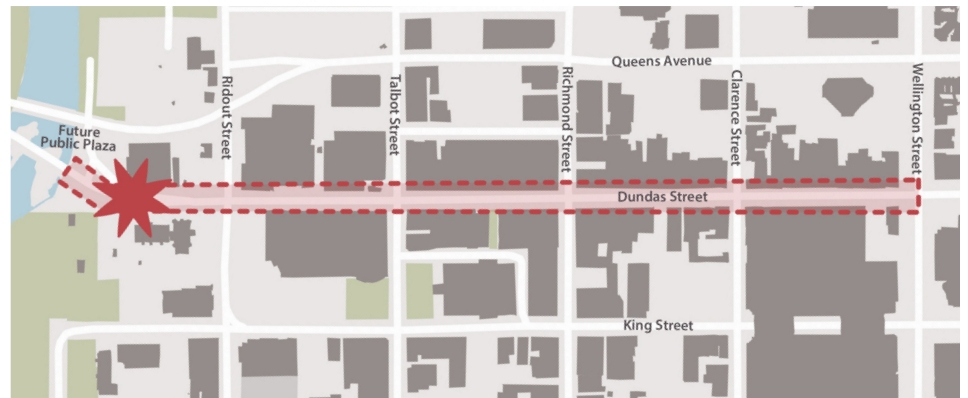 Queens Avenue
Future
Public Plaza
Ridout Street
Talbot Street
Richmond Street
Clarence Street
Wellington Street
Dundas Street
King Street